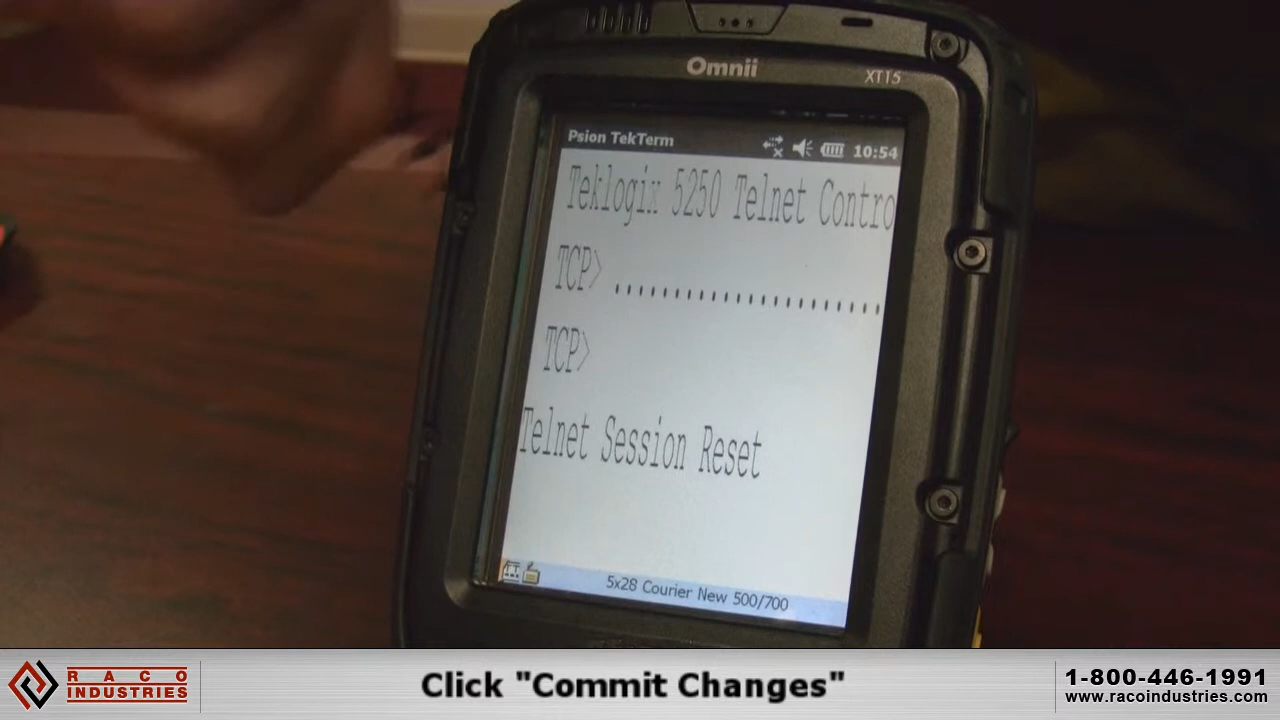 Omnii
XT15
Psion TekTerm
10:54
Teklogix 5250 Telnet Contro
TCP> .......................
TCP>
Telnet Session Reset
5x28 Courier New 500/700
RACO
INDUSTRIES
Click "Commit Changes"
1-800-446-1991
www.racoindustries.com